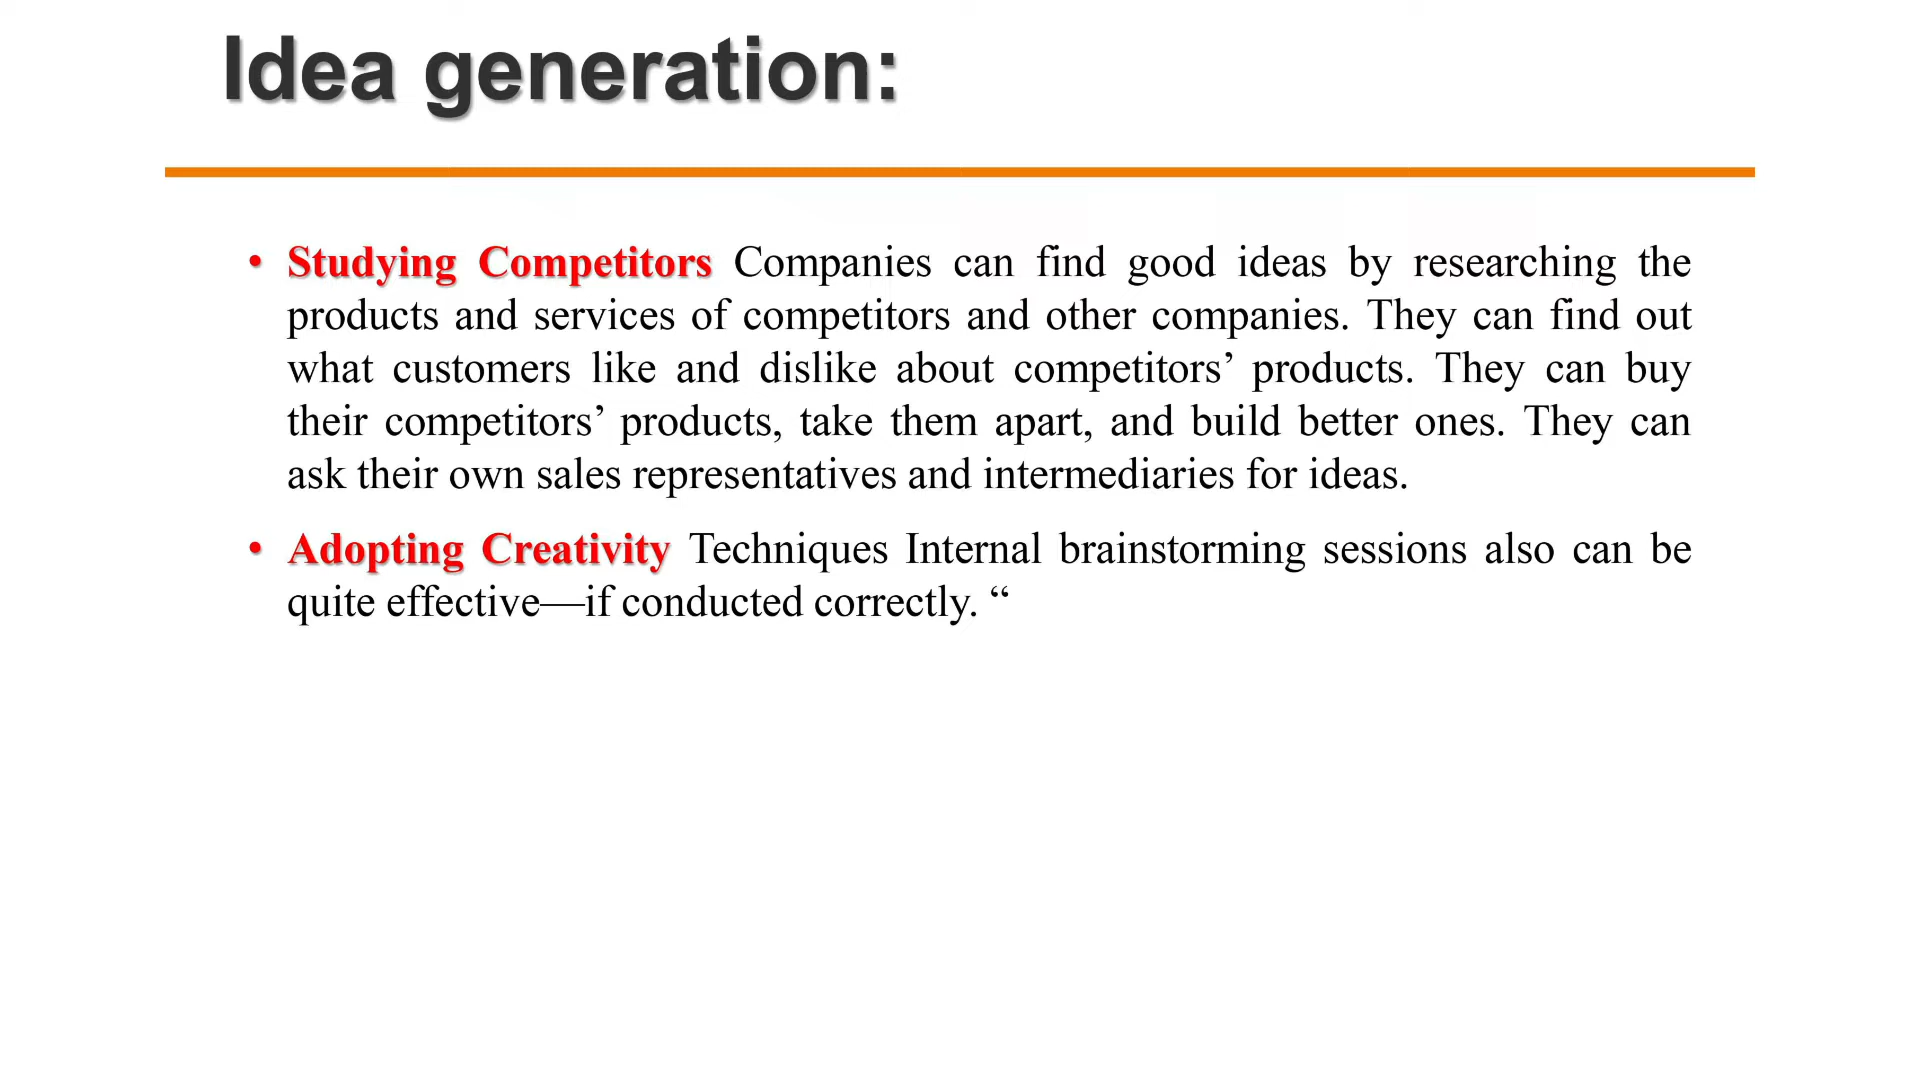 Idea generation:
• Studying Competitors Companies can find good ideas by researching the
products and services of competitors and other companies. They can find out
what customers like and dislike about competitors’ products. They can buy
their competitors’ products, take them apart, and build better ones. They can
ask their own sales representatives and intermediaries for ideas.
• Adopting Creativity Techniques Internal brainstorming sessions also can be
quite effective—if conducted correctly. “